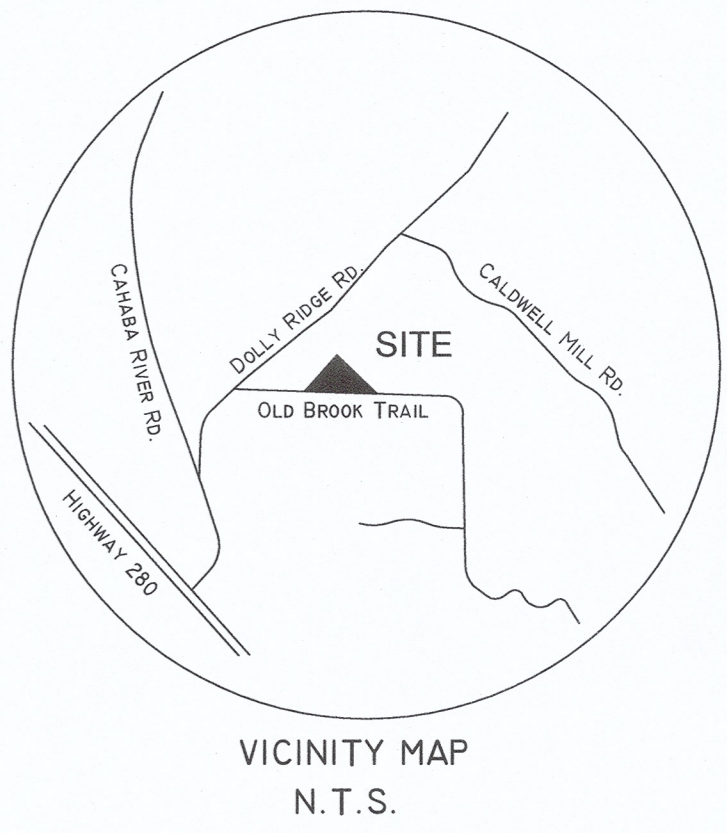 CAHABA RIVER RD.
DOLLY RIDGE RD.
CALDWELL MILL RD.
SITE
OLD BROOK TRAIL
HIGHWAY 280
VICINITY MAP
N.T.S.